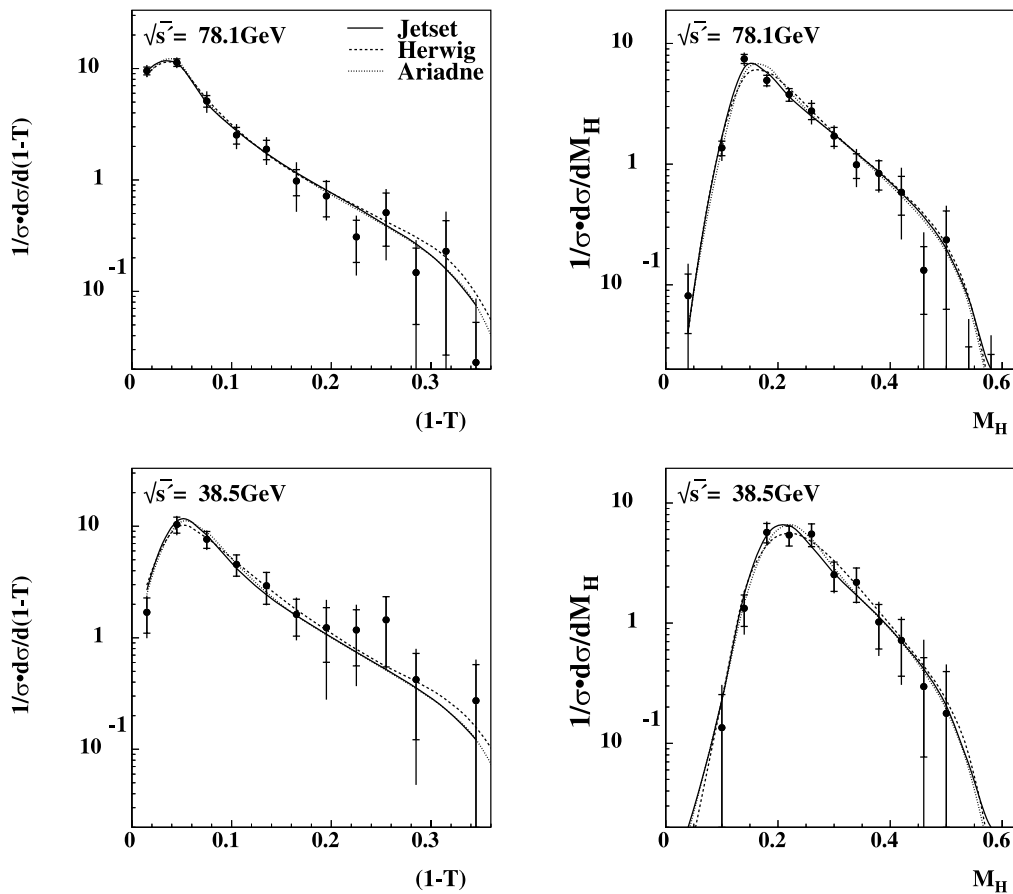 √s´= 78.1GeV
Jetset
Herwig
Ariadne
1/σ•dσ/d(1-T)
10
1
10 -1
0 0.1 0.2 0.3
(1-T)
√s´= 78.1GeV
1/σ•dσ/dM_H
10
1
10 -1
0 0.2 0.4 0.6
M_H
√s´= 38.5GeV
1/σ•dσ/d(1-T)
10
1
10 -1
0 0.1 0.2 0.3
(1-T)
√s´= 38.5GeV
1/σ•dσ/dM_H
10
1
10 -1
0 0.2 0.4 0.6
M_H